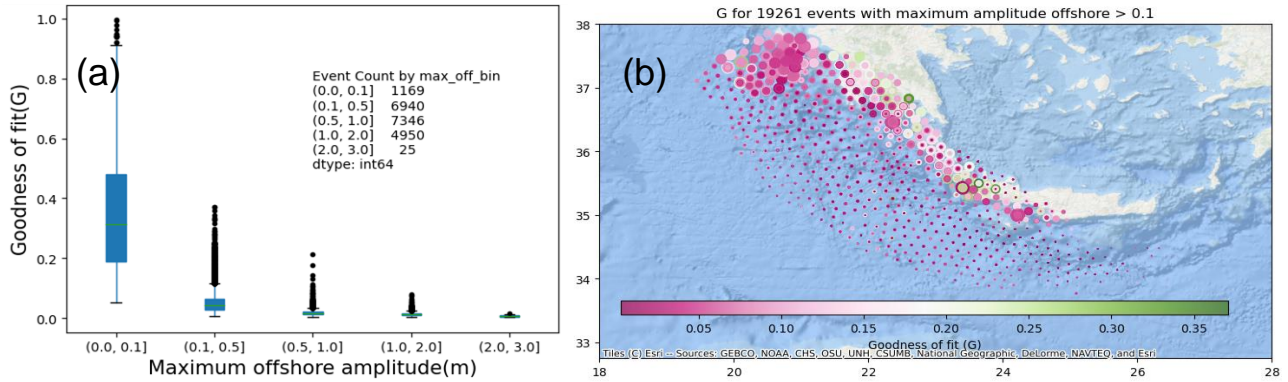 (a)
1.0
0.8
0.6
0.4
0.2
0.0
Goodness of fit(G)
Event Count by max_off_bin
(0.0, 0.1] 1169
(0.1, 0.5] 6940
(0.5, 1.0] 7346
(1.0, 2.0] 4950
(2.0, 3.0] 25
dtype: int64
(0.0, 0.1] (0.1, 0.5] (0.5, 1.0] (1.0, 2.0] (2.0, 3.0]
Maximum offshore amplitude(m)
G for 19261 events with maximum amplitude offshore > 0.1
(b)
38
37
36
35
34
33
0.05 0.10 0.15 0.20 0.25 0.30 0.35
Goodness of fit (G)
Tiles (C) Esri -- Sources: GEBCO, NOAA, CHS, OSU, UNH, CSUMB, National Geographic, DeLorme, NAVTEQ, and Esri
18 20 22 24 26 28